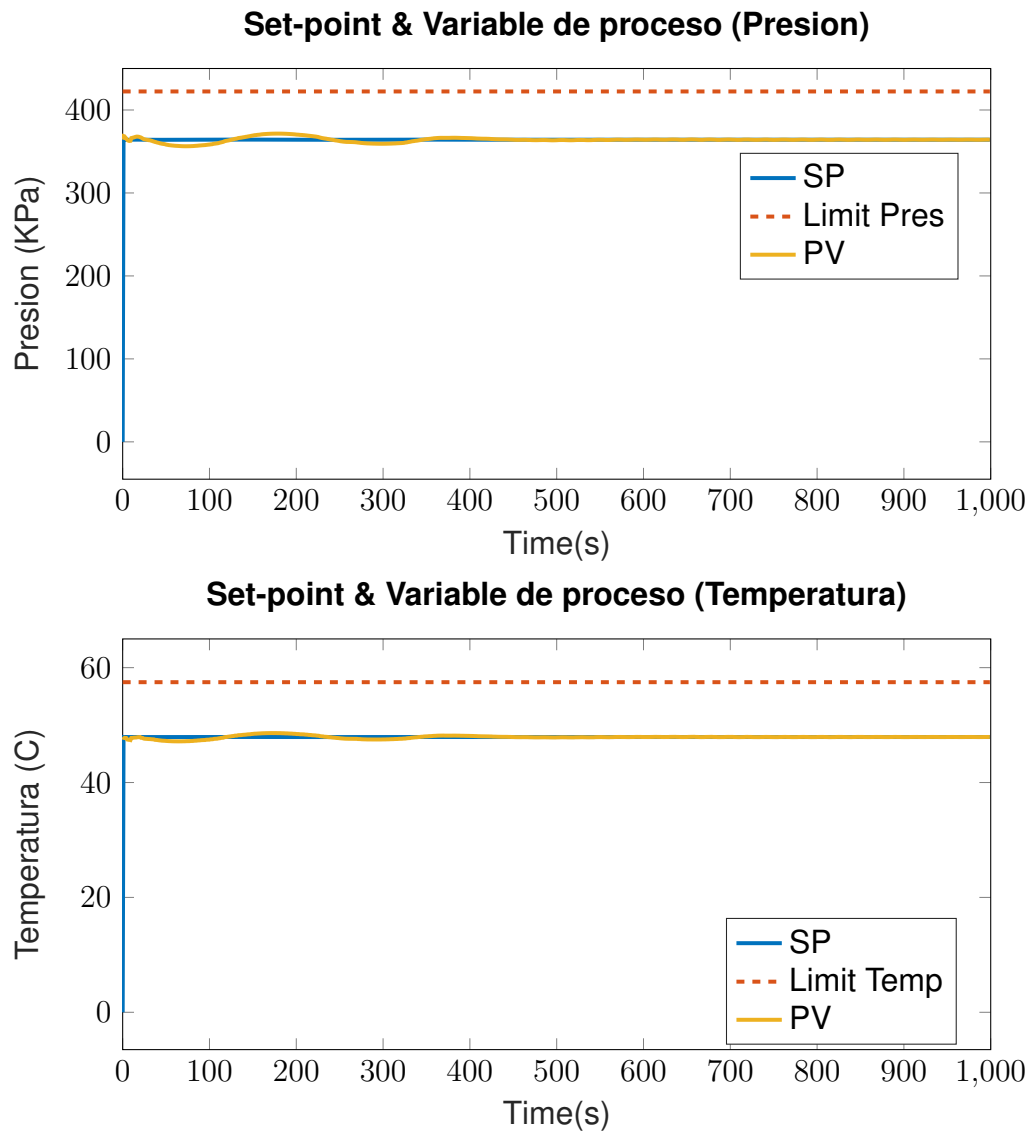 Set-point & Variable de proceso (Presion)
400
300
200
100
0
Presion (KPa)
SP
Limit Pres
PV
0 100 200 300 400 500 600 700 800 900 1,000
Time(s)
Set-point & Variable de proceso (Temperatura)
60
40
20
0
Temperatura (C)
SP
Limit Temp
PV
0 100 200 300 400 500 600 700 800 900 1,000
Time(s)